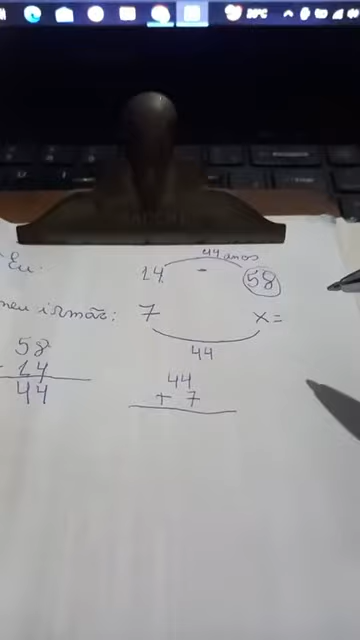 Eu:
44 anos
14 - 58
meu irmão: 7 x=
44
58
- 14
44
44
+ 7